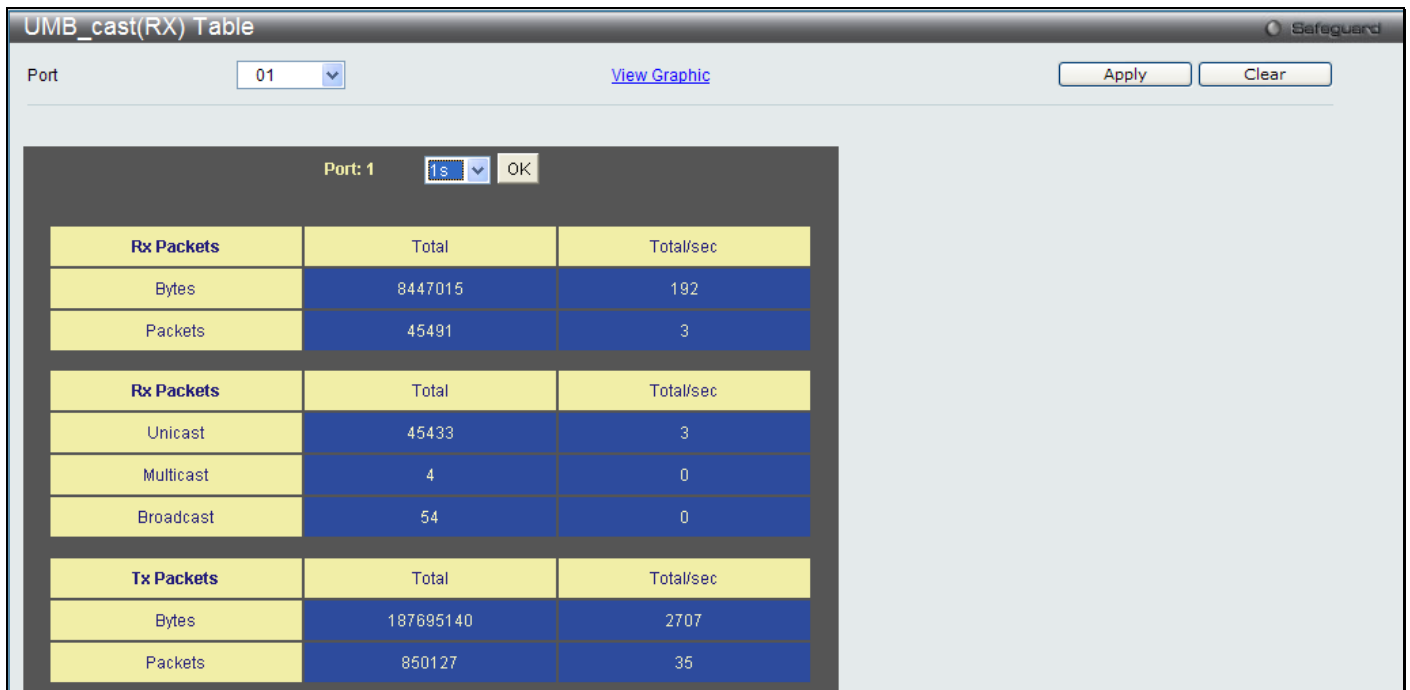 UMB_cast(RX) Table Safeguard
Port 01 View Graphic Apply Clear
Port: 1 1s OK
Rx Packets Total Total/sec
Bytes 8447015 192
Packets 45491 3
Rx Packets Total Total/sec
Unicast 45433 3
Multicast 4 0
Broadcast 54 0
Tx Packets Total Total/sec
Bytes 187695140 2707
Packets 850127 35